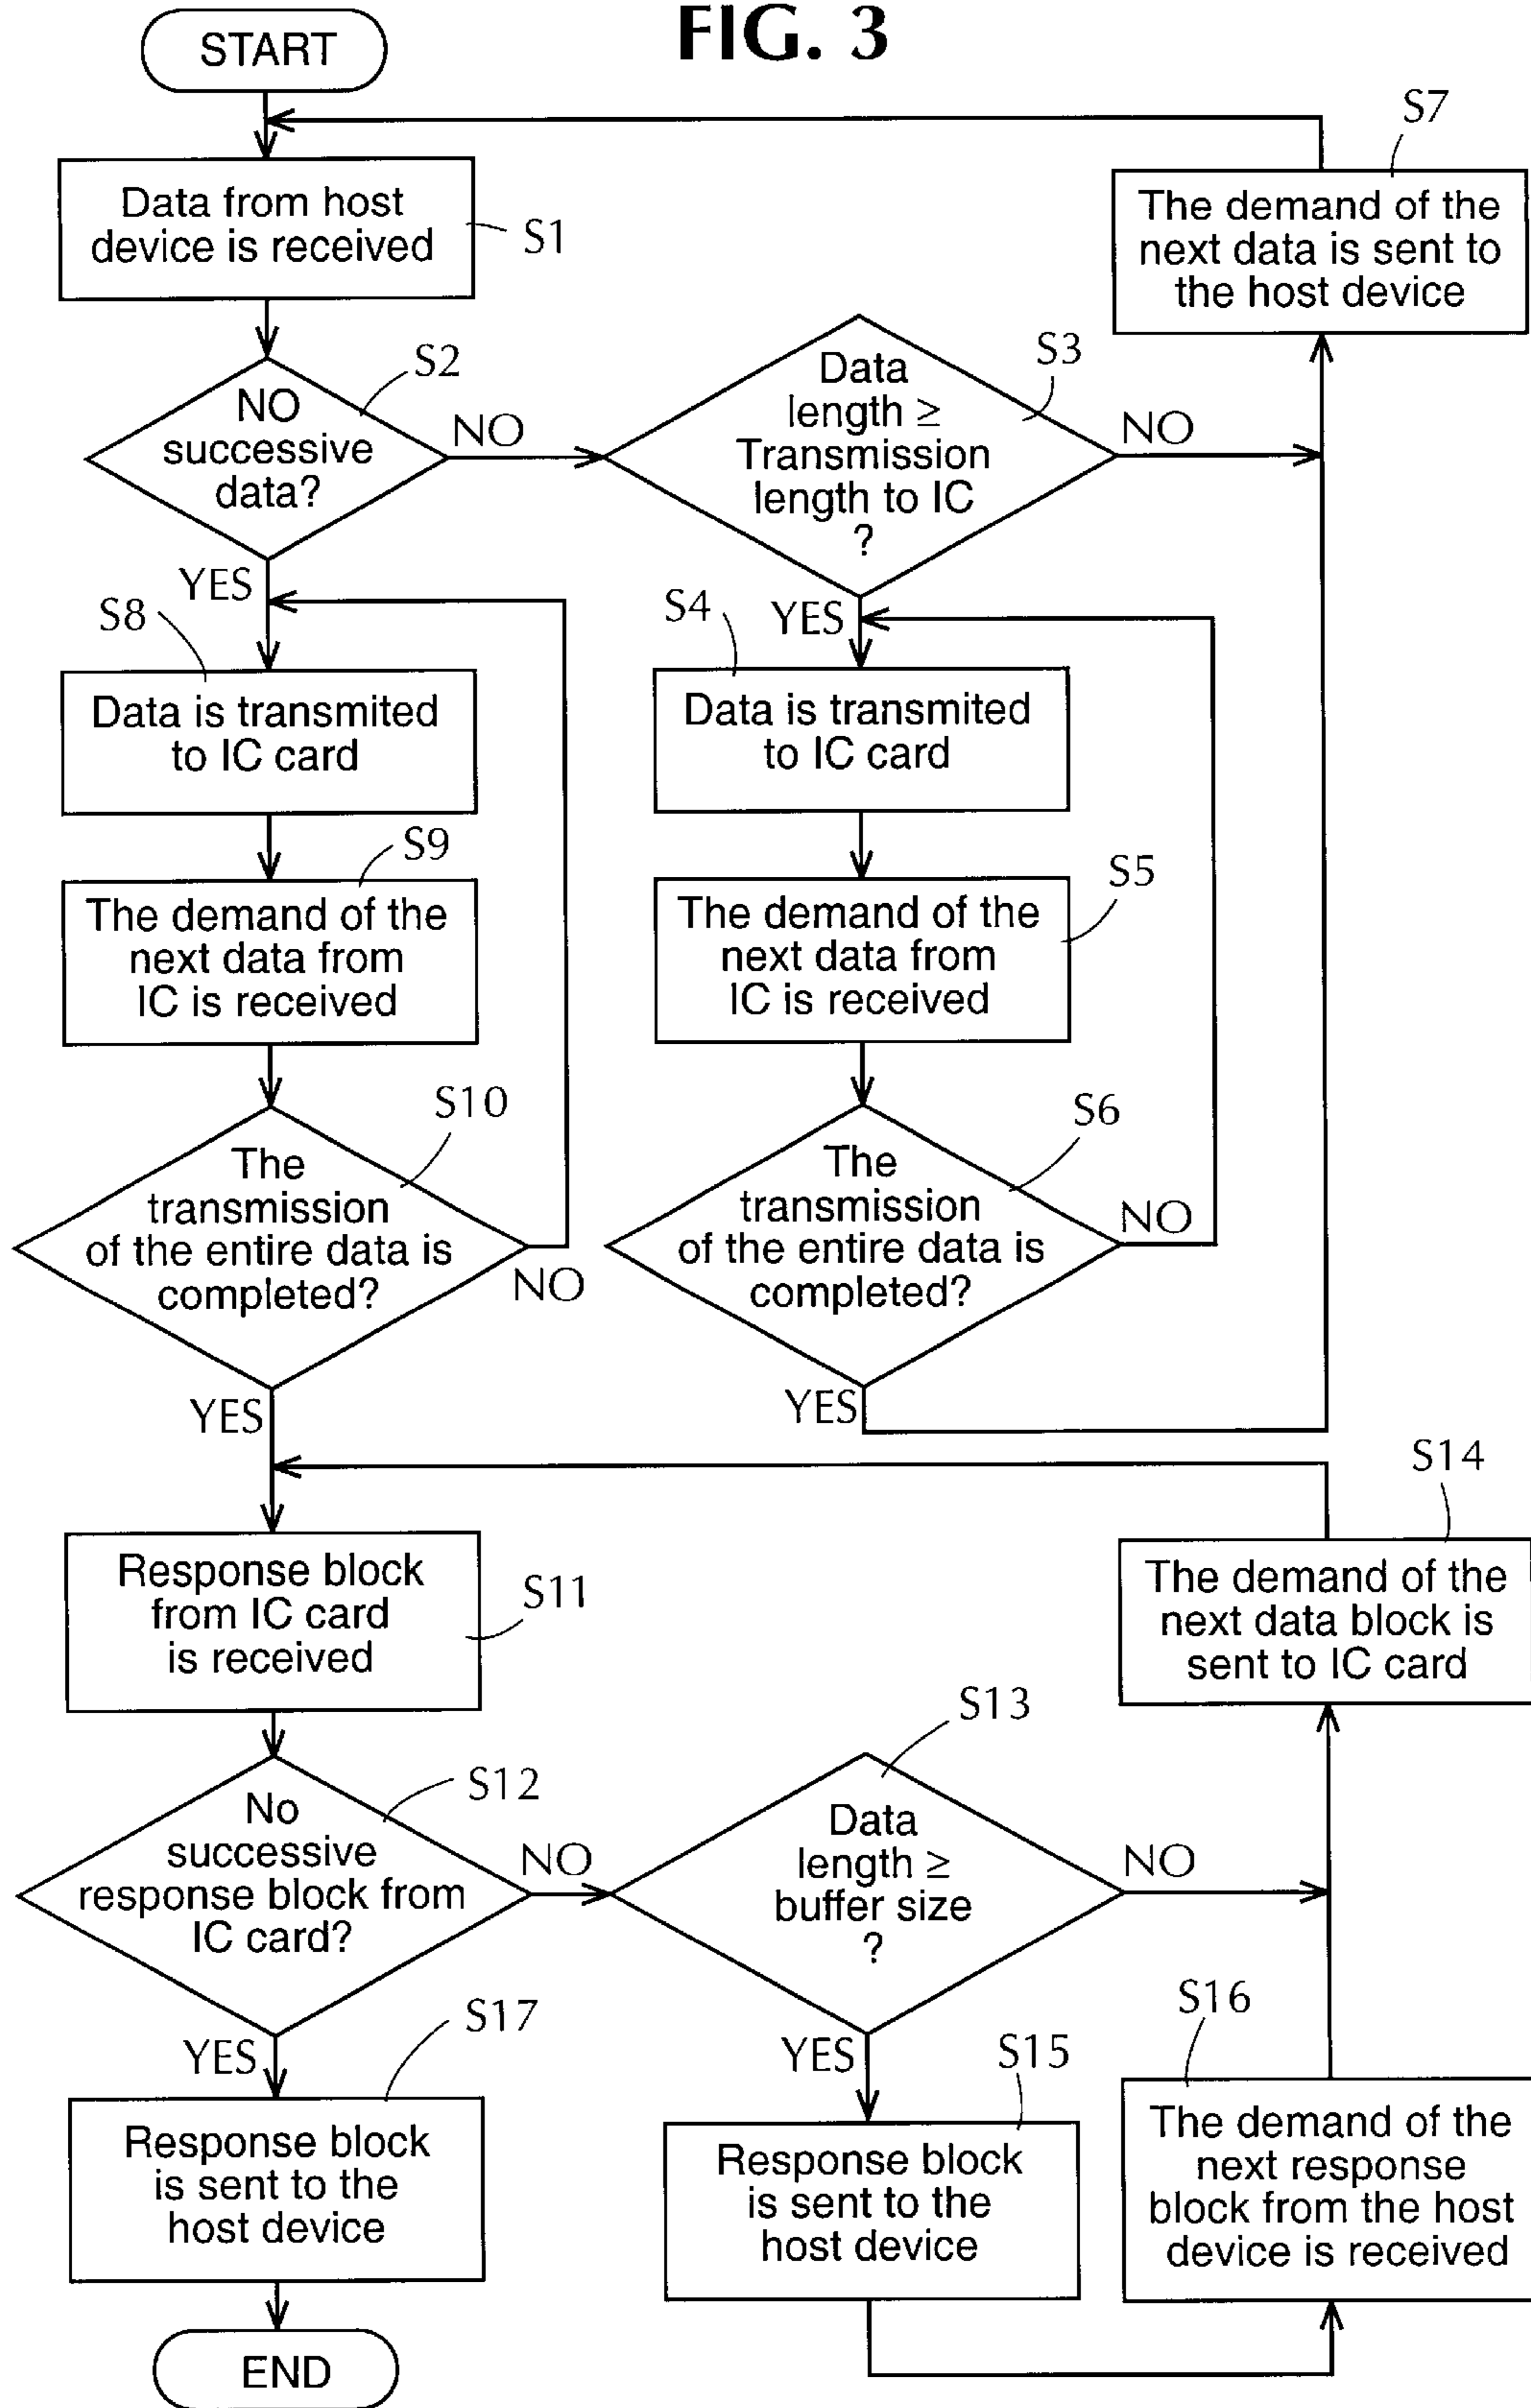 FIG. 3
START
S7
Data from host
device is received
S1
The demand of the
next data is sent to
the host device
S2
NO
successive
data?
NO
YES
S3
Data
length ≥
Transmission
length to IC
?
NO
YES
S8
Data is transmited
to IC card
S4
Data is transmited
to IC card
S9
The demand of the
next data from
IC is received
S5
The demand of the
next data from
IC is received
S10
The
transmission
of the entire data is
completed?
NO
YES
S6
The
transmission
of the entire data is
completed?
NO
YES
S14
The demand of the
next data block is
sent to IC card
Response block
from IC card
is received
S11
S12
No
successive
response block from
IC card?
NO
YES
S13
Data
length ≥
buffer size
?
NO
YES
S17
Response block
is sent to the
host device
S15
Response block
is sent to the
host device
S16
The demand of the
next response
block from the host
device is received
END